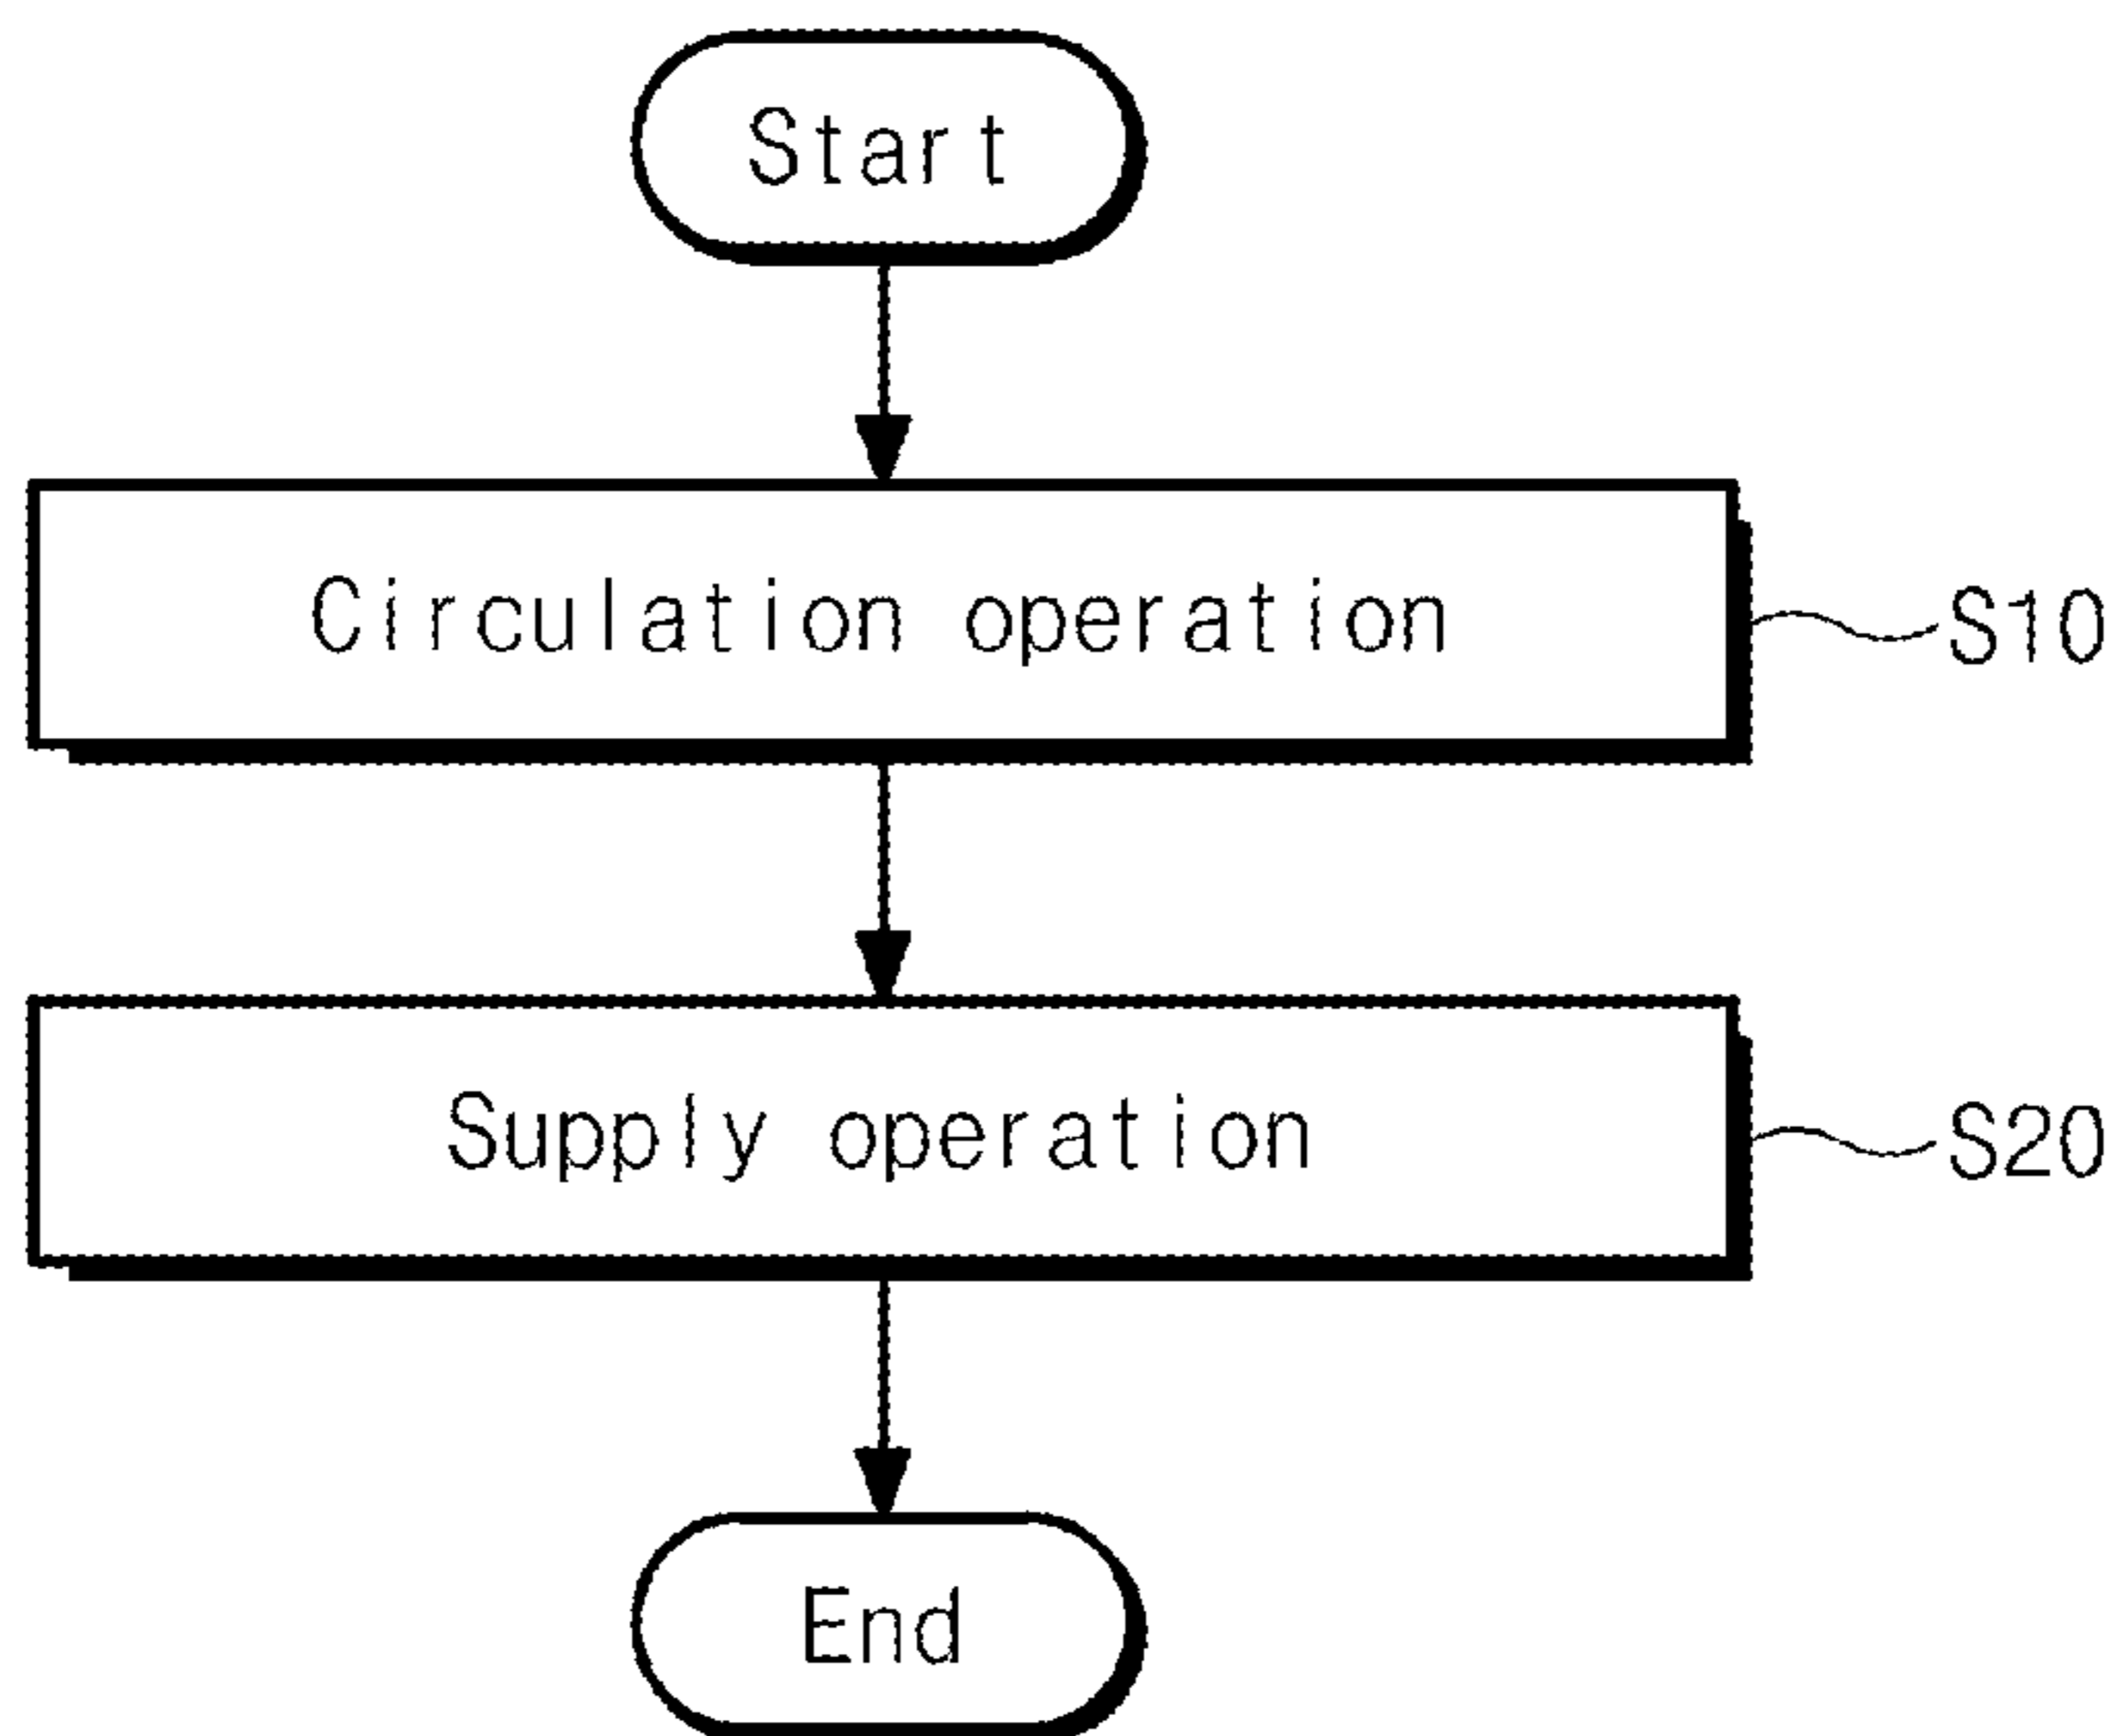 Start
Circulation operation
S10
Supply operation
S20
End